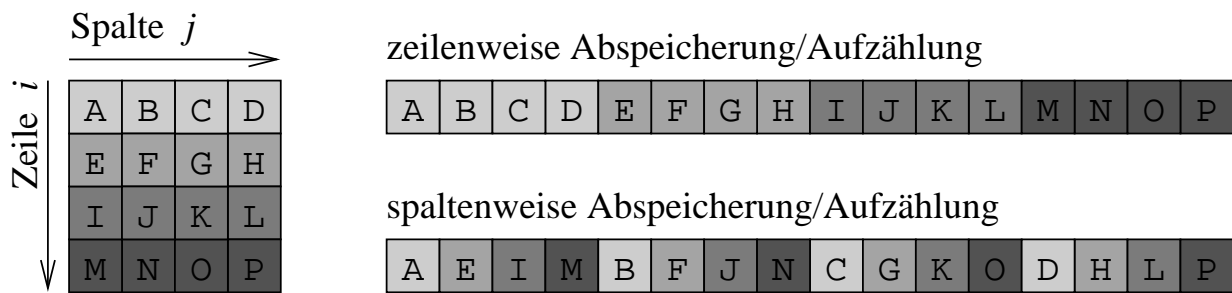 Spalte j
Zeile i
A B C D
E F G H
I J K L
M N O P
zeilenweise Abspeicherung/Aufzählung
A B C D E F G H I J K L M N O P
spaltenweise Abspeicherung/Aufzählung
A E I M B F J N C G K O D H L P